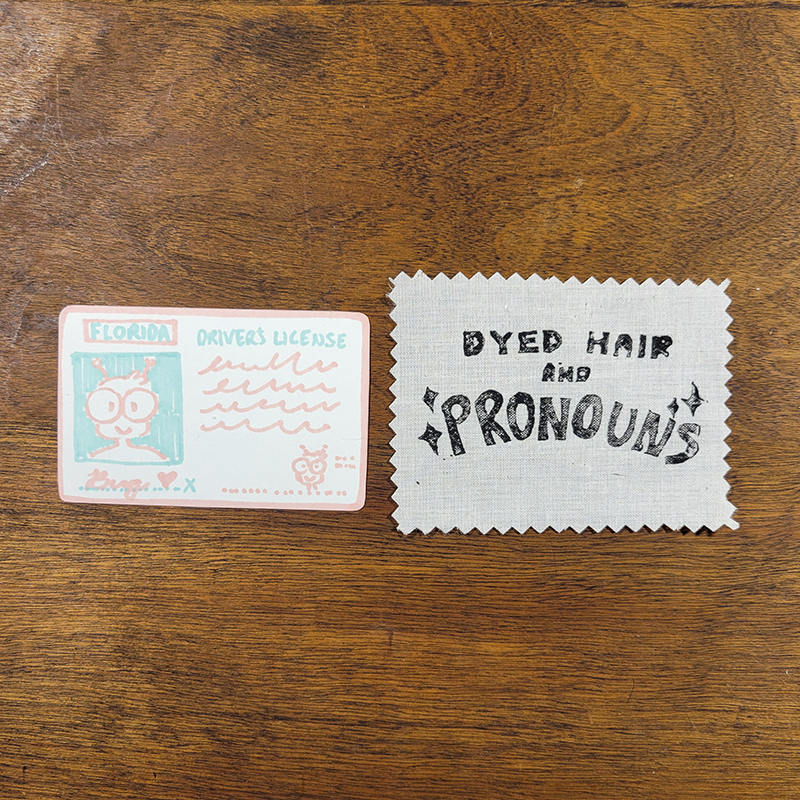 FLORIDA
DRIVER'S LICENSE
X
DYED HAIR
AND
PRONOUNS